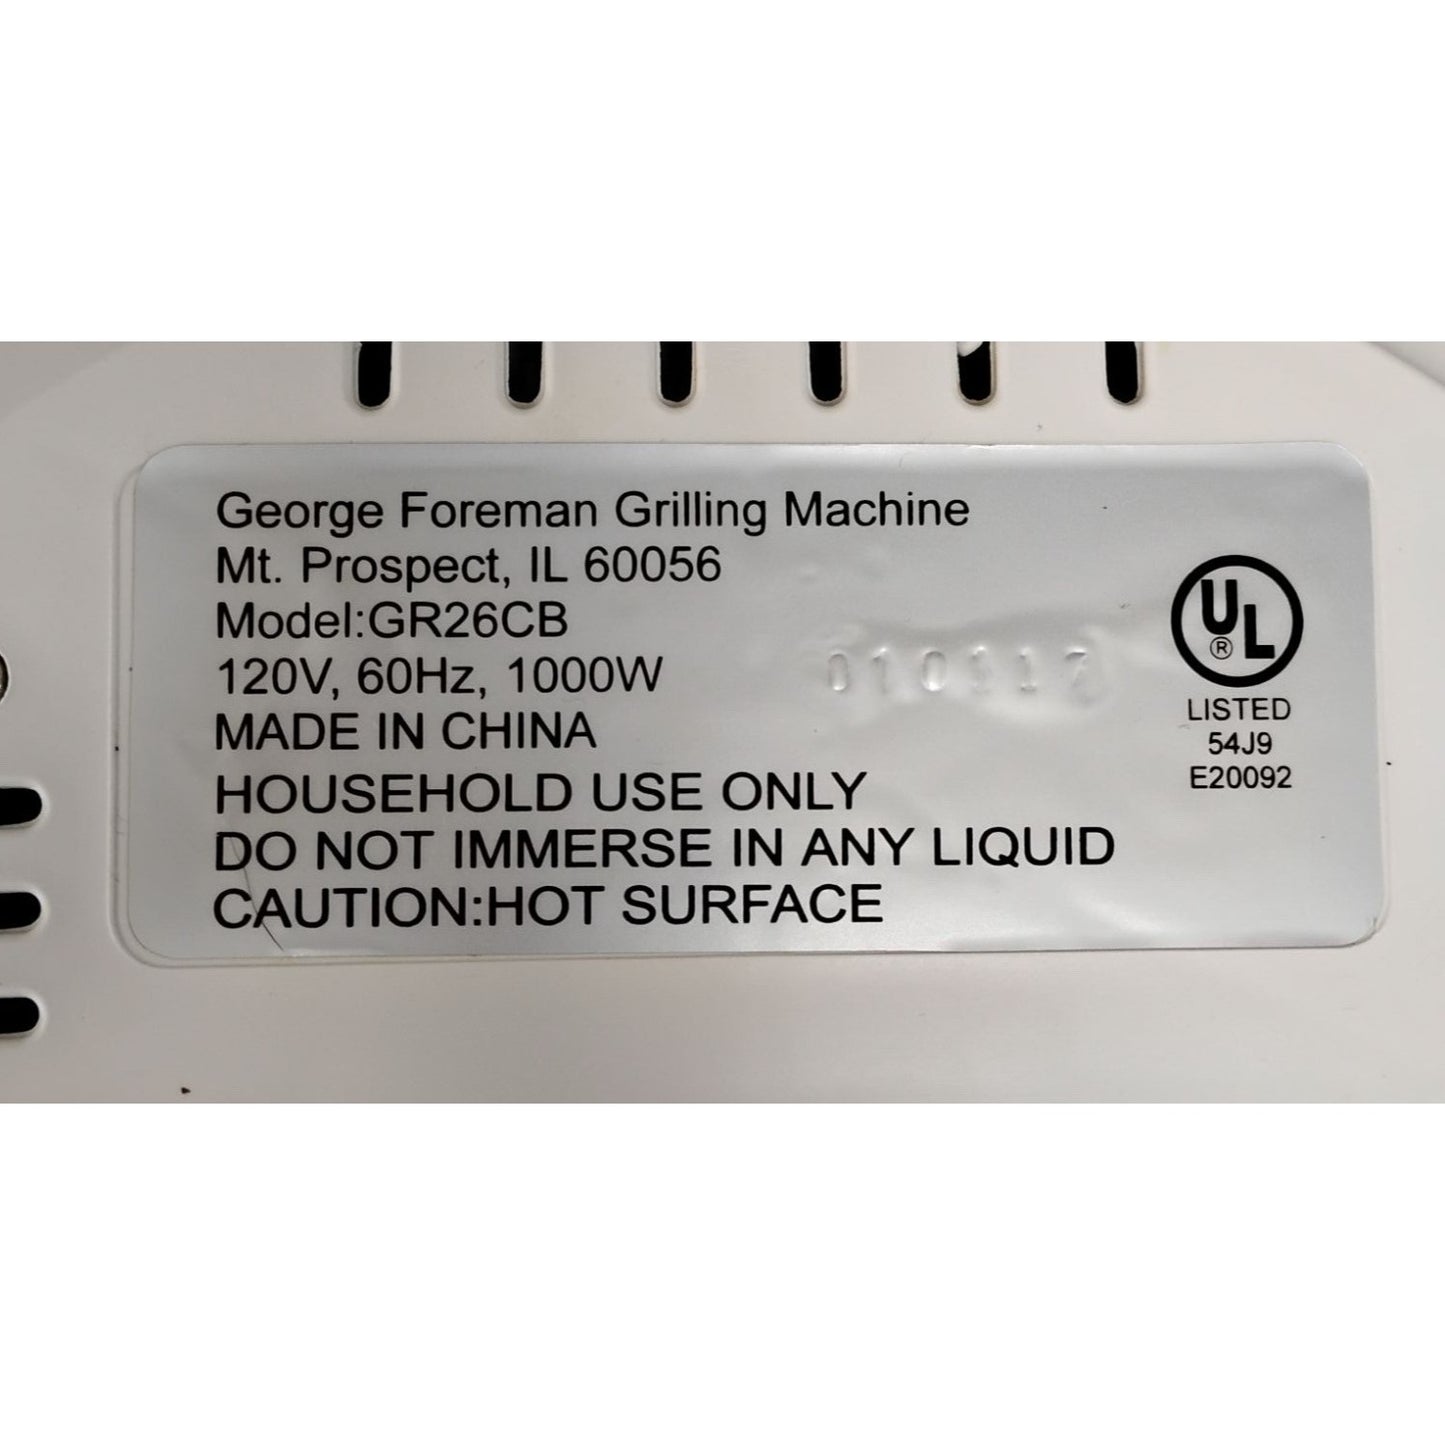 George Foreman Grilling Machine
Mt. Prospect, IL 60056
Model:GR26CB
120V, 60Hz, 1000W
MADE IN CHINA
HOUSEHOLD USE ONLY
DO NOT IMMERSE IN ANY LIQUID
CAUTION:HOT SURFACE
UL
®
LISTED
54J9
E20092